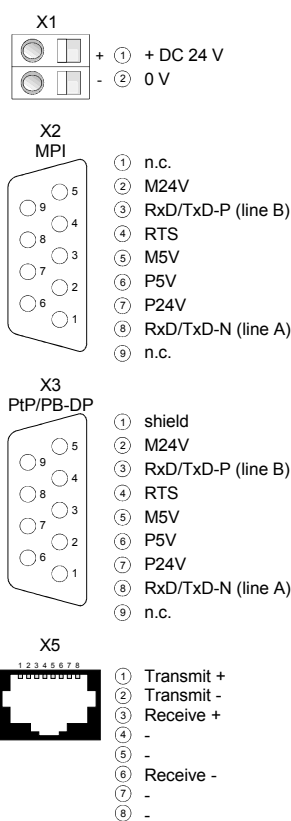 X1
+ ① + DC 24 V
- ② 0 V
X2
MPI
5
9
4
8
3
7
2
6
1
① n.c.
② M24V
③ RxD/TxD-P (line B)
④ RTS
⑤ M5V
⑥ P5V
⑦ P24V
⑧ RxD/TxD-N (line A)
⑨ n.c.
X3
PtP/PB-DP
5
9
4
8
3
7
2
6
1
① shield
② M24V
③ RxD/TxD-P (line B)
④ RTS
⑤ M5V
⑥ P5V
⑦ P24V
⑧ RxD/TxD-N (line A)
⑨ n.c.
X5
1 2 3 4 5 6 7 8
① Transmit +
② Transmit -
③ Receive +
④ -
⑤ -
⑥ Receive -
⑦ -
⑧ -